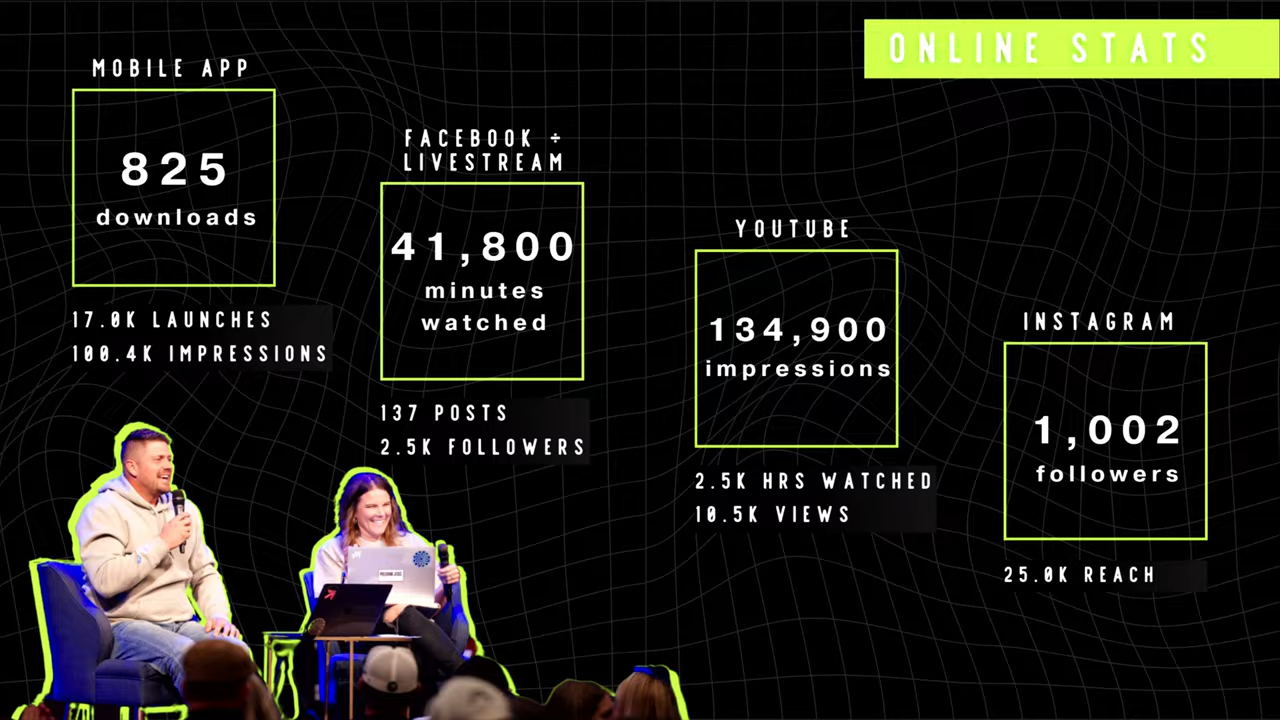 ONLINE STATS
MOBILE APP
825
downloads
17.0K LAUNCHES
100.4K IMPRESSIONS
FACEBOOK ÷
LIVESTREAM
41,800
minutes
watched
137 POSTS
2.5K FOLLOWERS
YOUTUBE
134,900
impressions
2.5K HRS WATCHED
10.5K VIEWS
INSTAGRAM
1,002
followers
25.0K REACH